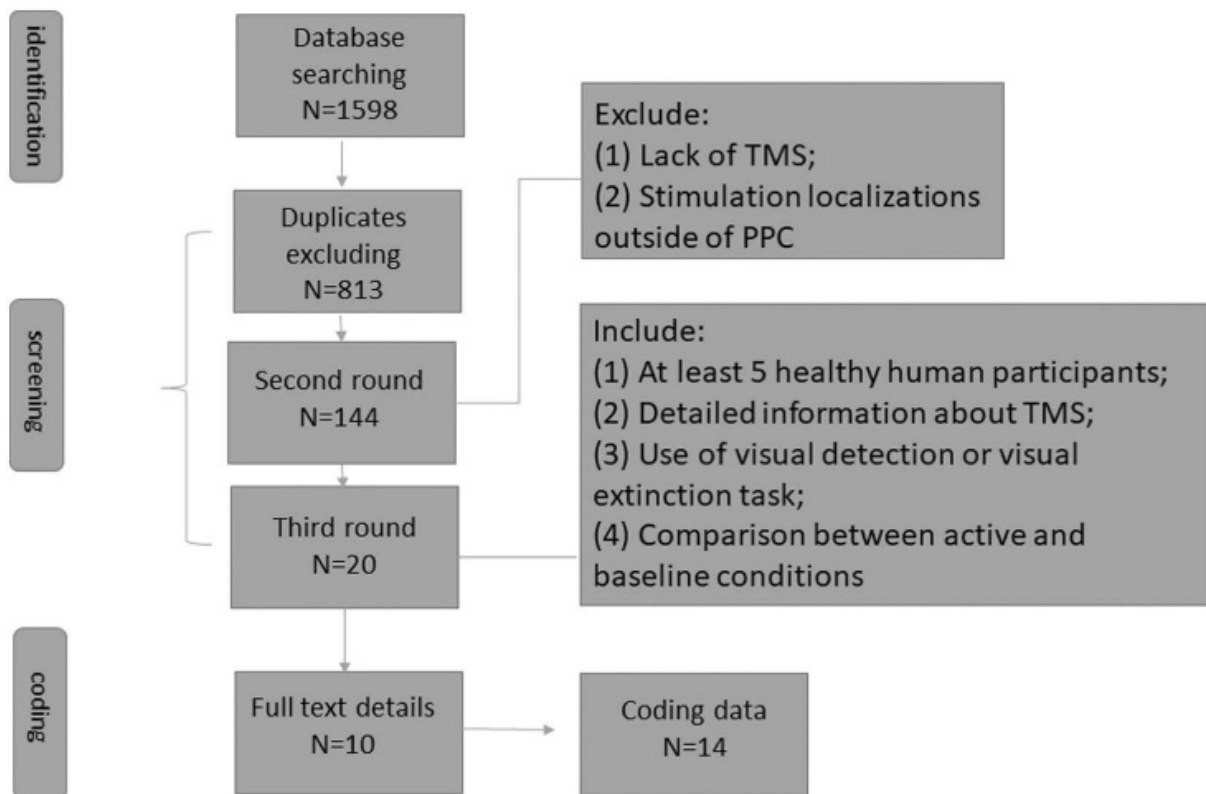 identification
Database
searching
N=1598
Exclude:
(1) Lack of TMS;
(2) Stimulation localizations
outside of PPC
Duplicates
excluding
N=813
screening
Second round
N=144
Include:
(1) At least 5 healthy human participants;
(2) Detailed information about TMS;
(3) Use of visual detection or visual
extinction task;
(4) Comparison between active and
baseline conditions
Third round
N=20
coding
Full text details
N=10
Coding data
N=14